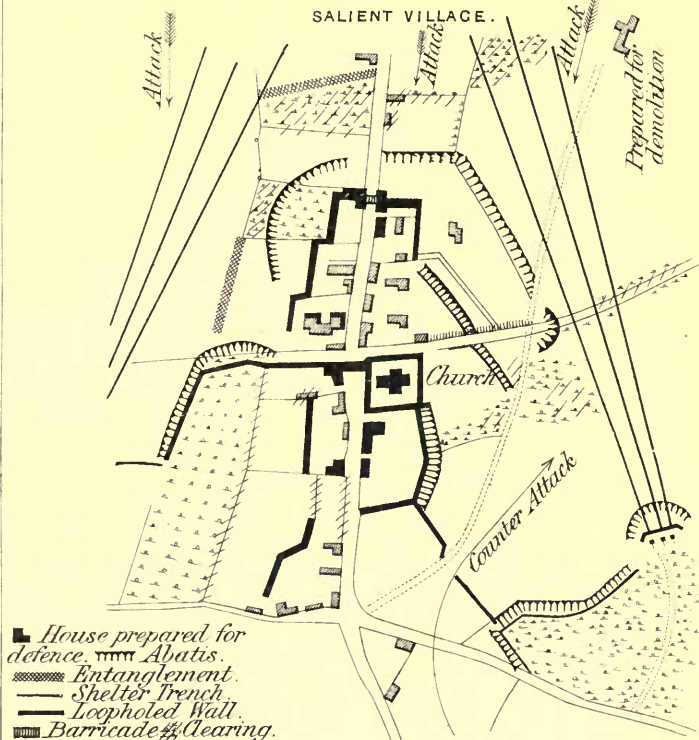 SALIENT VILLAGE.
Attack
Attack
Attack
Prepared for
demolition
Church
Counter Attack
House prepared for
defence. Abatis.
Entanglement.
Shelter Trench.
Loopholed Wall.
Barricade Clearing.